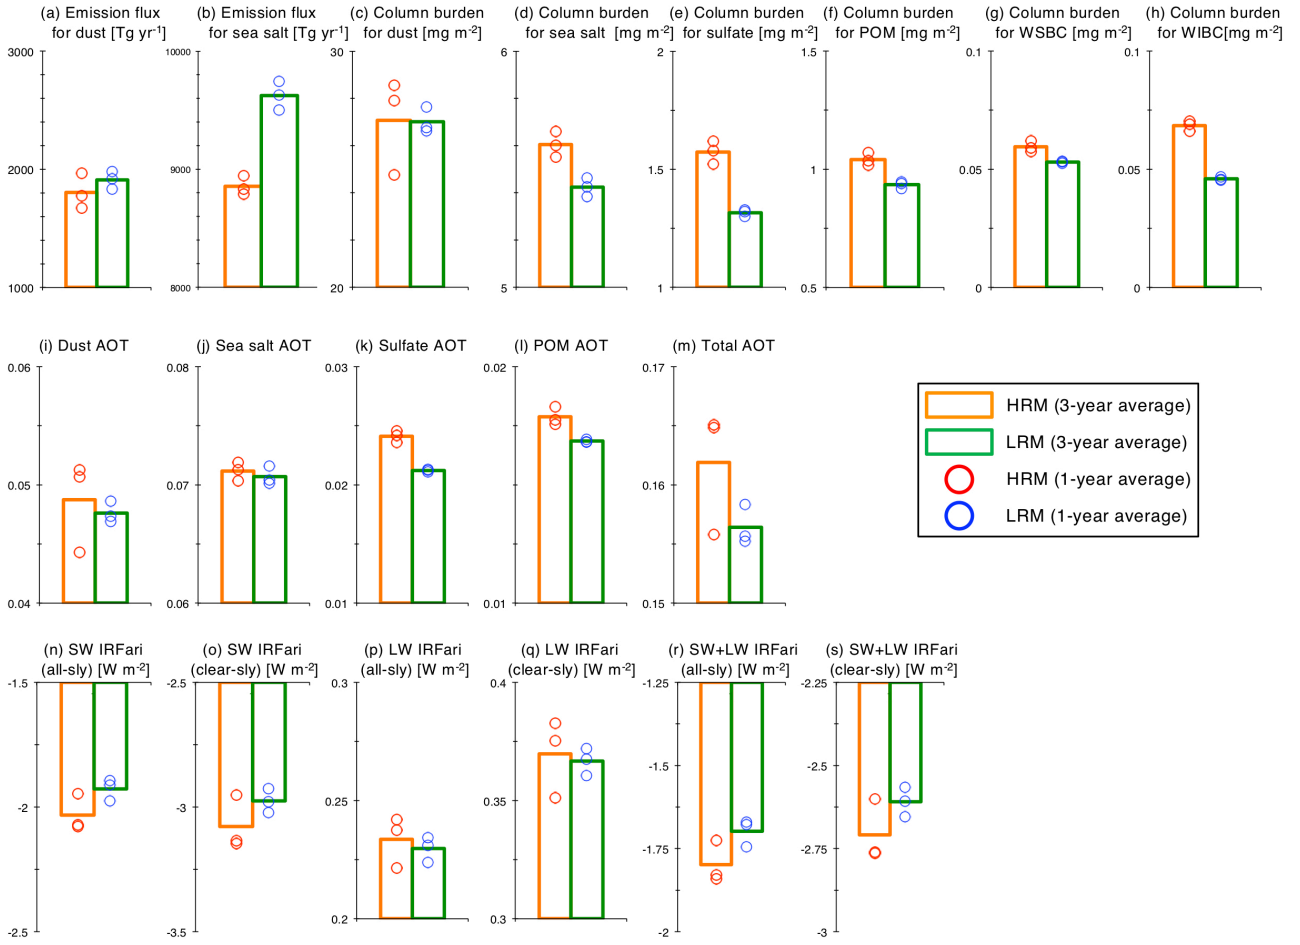 (a) Emission flux
for dust [Tg yr-1]
(b) Emission flux
for sea salt [Tg yr-1]
(c) Column burden
for dust [mg m-2]
(d) Column burden
for sea salt [mg m-2]
(e) Column burden
for sulfate [mg m-2]
(f) Column burden
for POM [mg m-2]
(g) Column burden
for WSBC [mg m-2]
(h) Column burden
for WIBC[mg m-2]
3000
2000
1000
10000
9000
8000
30
20
6
5
2
1.5
1
1.5
1
0.5
0.1
0.05
0
0.1
0.05
0
(i) Dust AOT
(j) Sea salt AOT
(k) Sulfate AOT
(l) POM AOT
(m) Total AOT
0.06
0.05
0.04
0.08
0.07
0.06
0.03
0.02
0.01
0.02
0.01
0.17
0.16
0.15
HRM (3-year average)
LRM (3-year average)
HRM (1-year average)
LRM (1-year average)
(n) SW IRFari
(all-sly) [W m-2]
(o) SW IRFari
(clear-sly) [W m-2]
(p) LW IRFari
(all-sly) [W m-2]
(q) LW IRFari
(clear-sly) [W m-2]
(r) SW+LW IRFari
(all-sly) [W m-2]
(s) SW+LW IRFari
(clear-sly) [W m-2]
-1.5
-2
-2.5
-2.5
-3
-3.5
0.3
0.25
0.2
0.4
0.35
0.3
-1.25
-1.5
-1.75
-2
-2.25
-2.5
-2.75
-3